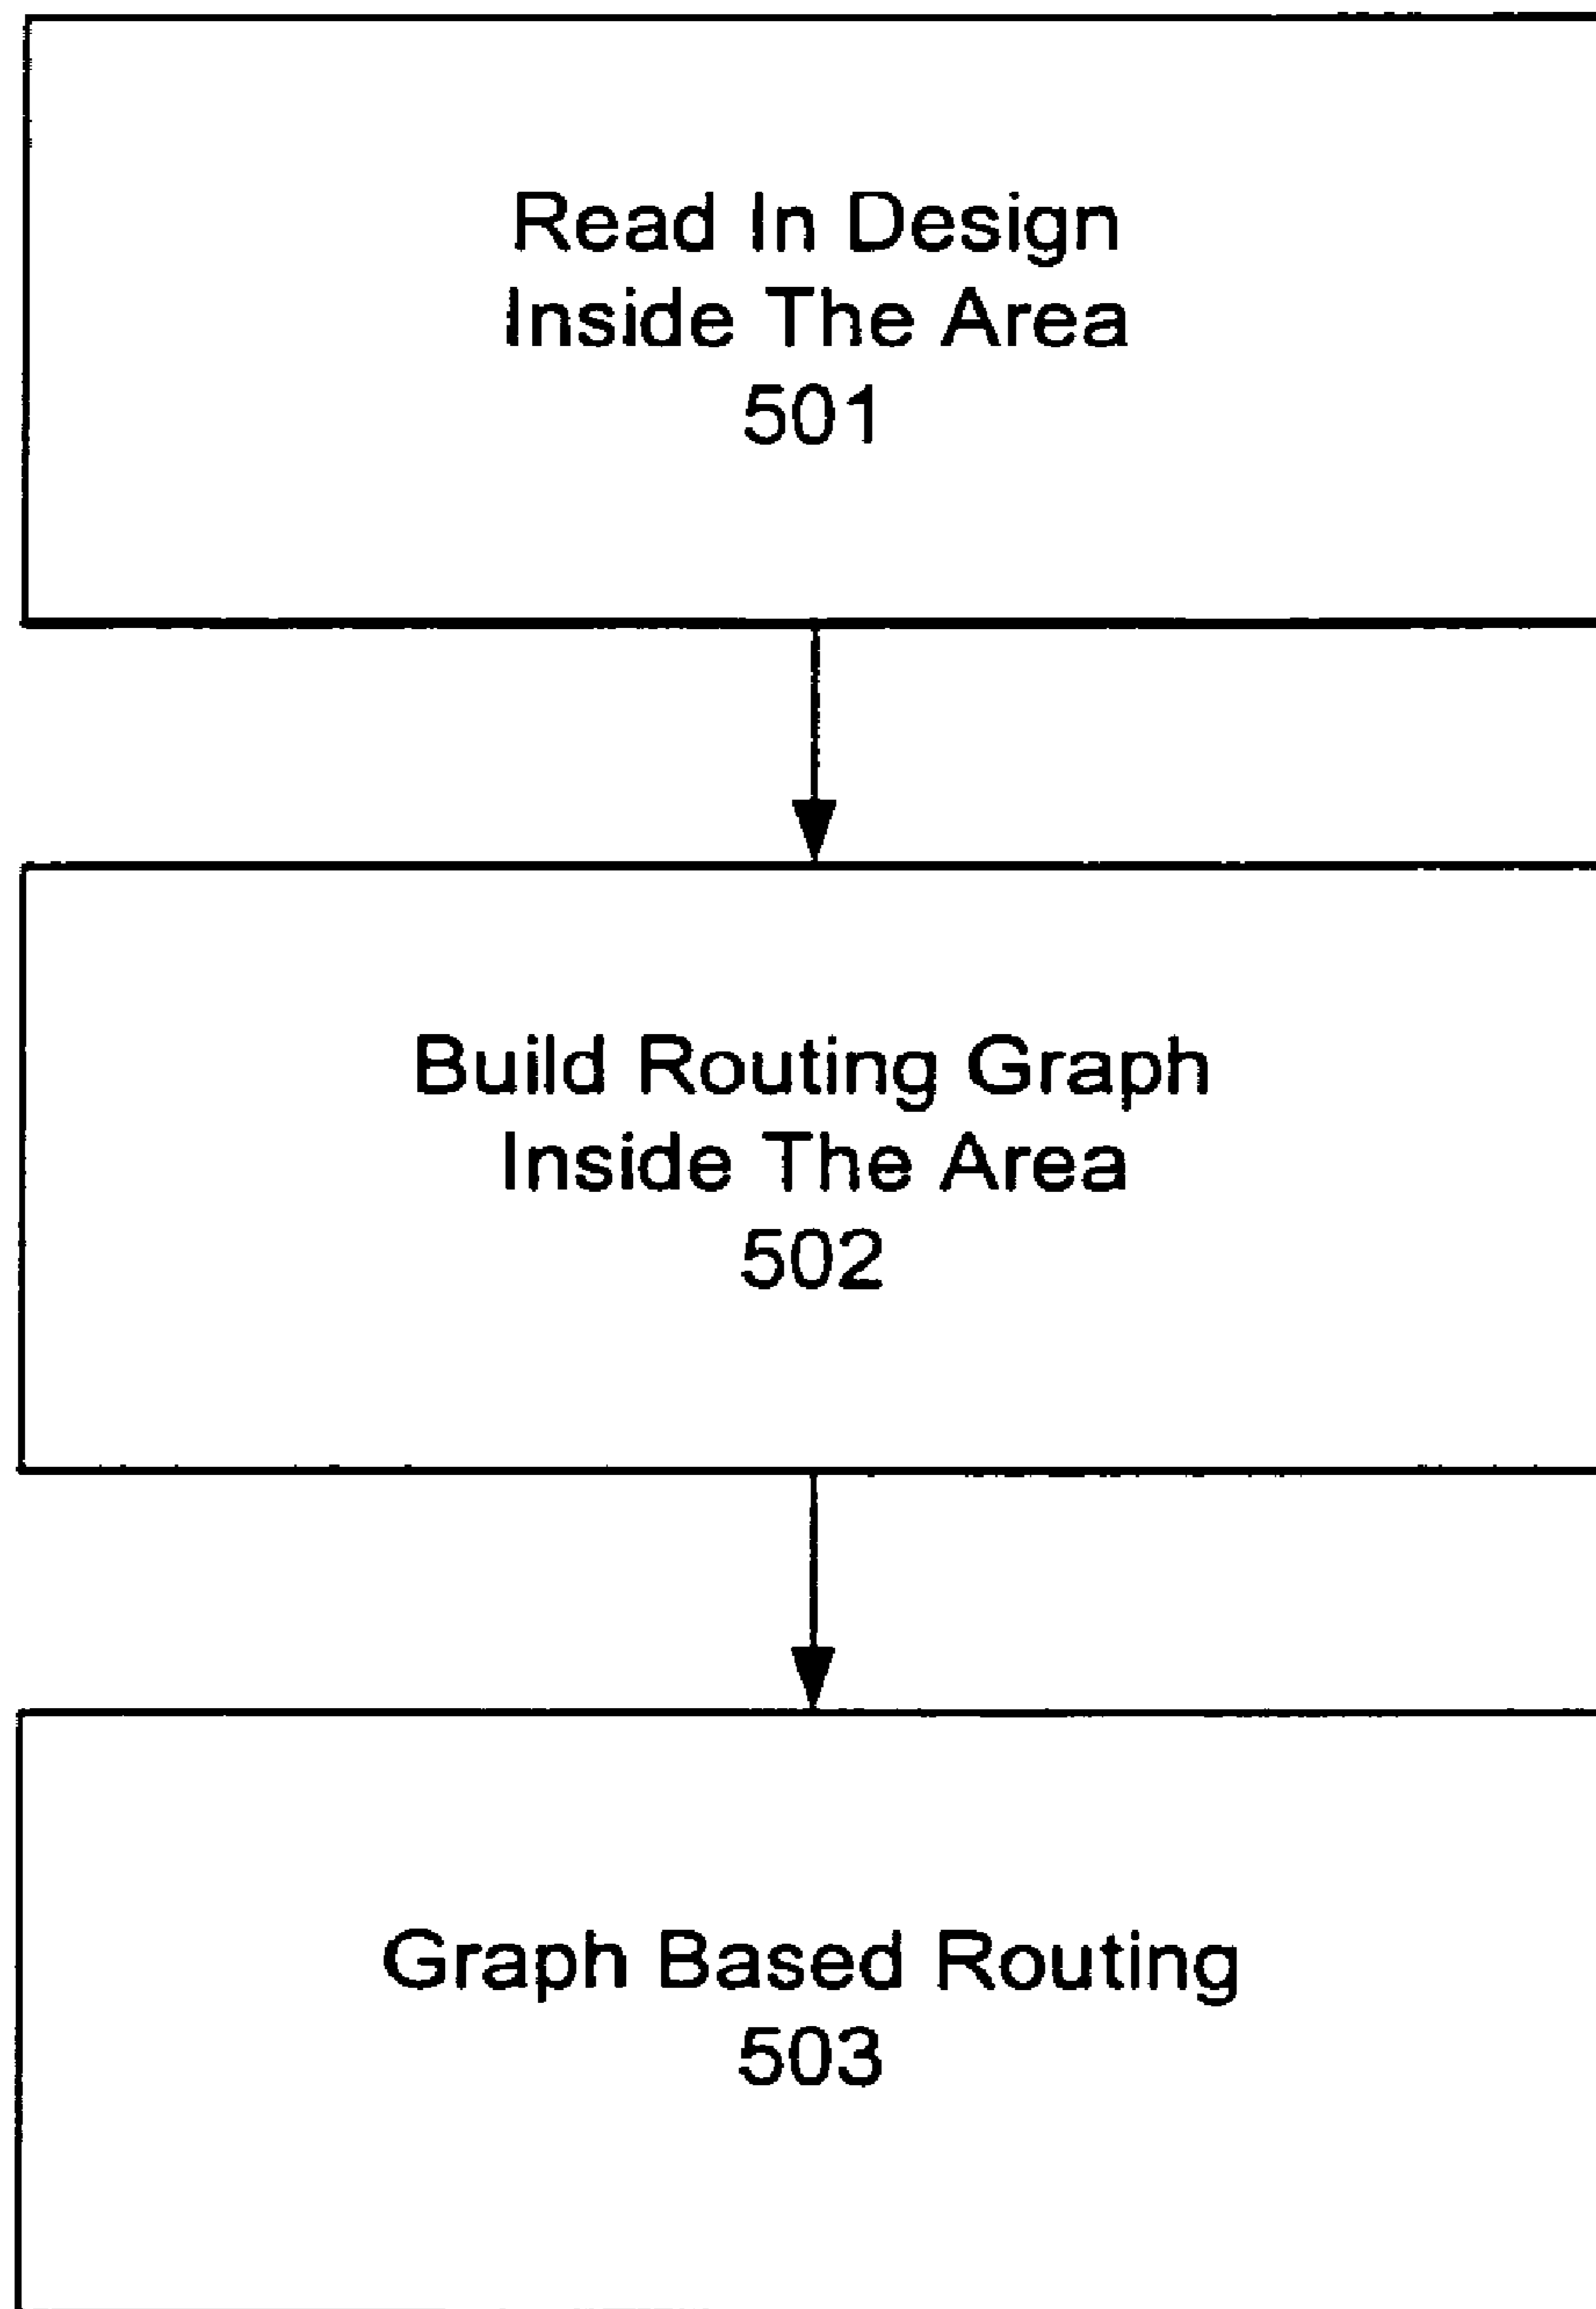 Read In Design
Inside The Area
501
Build Routing Graph
Inside The Area
502
Graph Based Routing
503